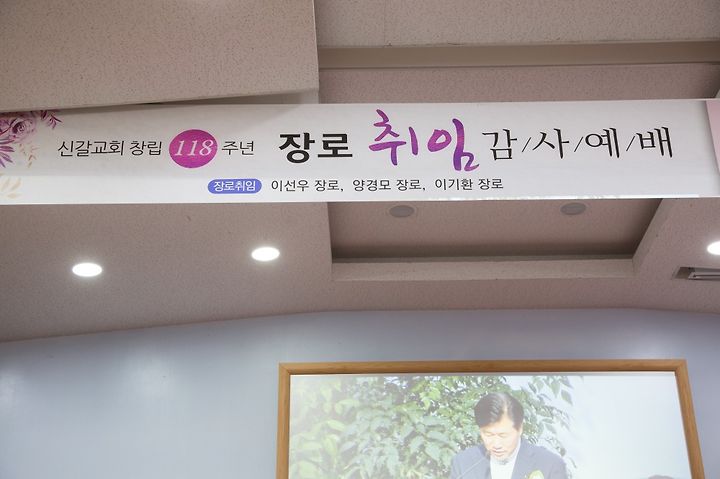 신갈교회 창립 118 주년 장로 취임 감/사/예/배
장로취임 이선우 장로, 양경모 장로, 이기환 장로